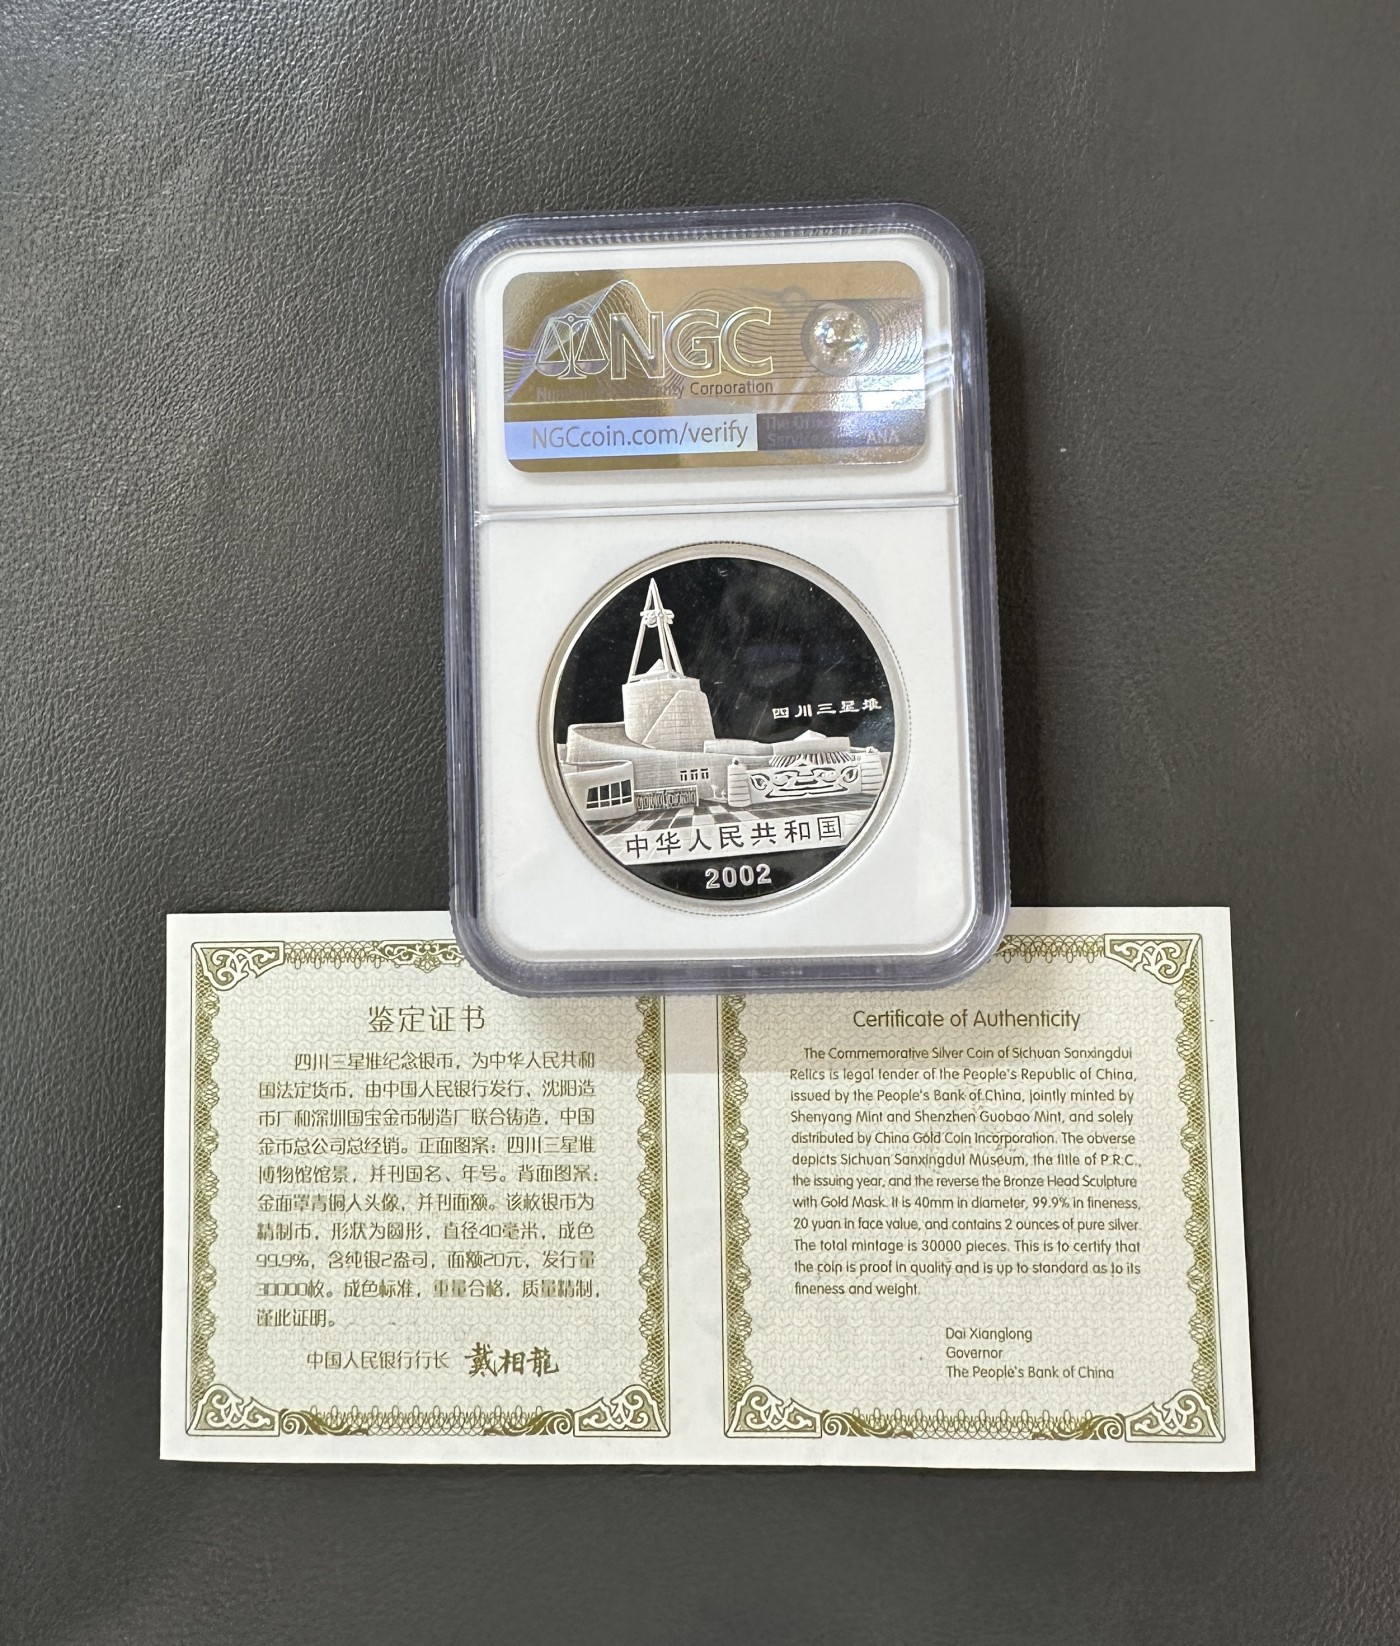 NGC
Corporation
NGCcoin.com/verify
ANA
四川三星堆
中华人民共和国
2002
鉴定证书
四川三星堆纪念银币，为中华人民共和
国法定货币，由中国人民银行发行，沈阳造
币厂和深圳国宝金币制造厂联合铸造，中国
金币总公司总经销。正面图案：四川三星堆
博物馆馆景，并刊国名、年号。背面图案：
金面罩青铜人头像，并刊面额。该枚银币为
精制币，形状为圆形，直径40毫米，成色
99.9%，含纯银2盎司，面额20元，发行量
30000枚。成色标准，重量合格，质量精制，
谨此证明。
中国人民银行行长 戴相龍
Certificate of Authenticity
The Commemorative Silver Coin of Sichuan Sanxingdui
Relics is legal tender of the People's Republic of China,
issued by the People's Bank of China, jointly minted by
Shenyang Mint and Shenzhen Guobao Mint, and solely
distributed by China Gold Coin Incorporation. The obverse
depicts Sichuan Sanxingdui Museum, the title of P.R.C.,
the issuing year, and the reverse the Bronze Head Sculpture
with Gold Mask. It is 40mm in diameter, 99.9% in fineness,
20 yuan in face value, and contains 2 ounces of pure silver.
The total mintage is 30000 pieces. This is to certify that
the coin is proof in quality and is up to standard as to its
fineness and weight.
Dai Xianglong
Governor
The People's Bank of China